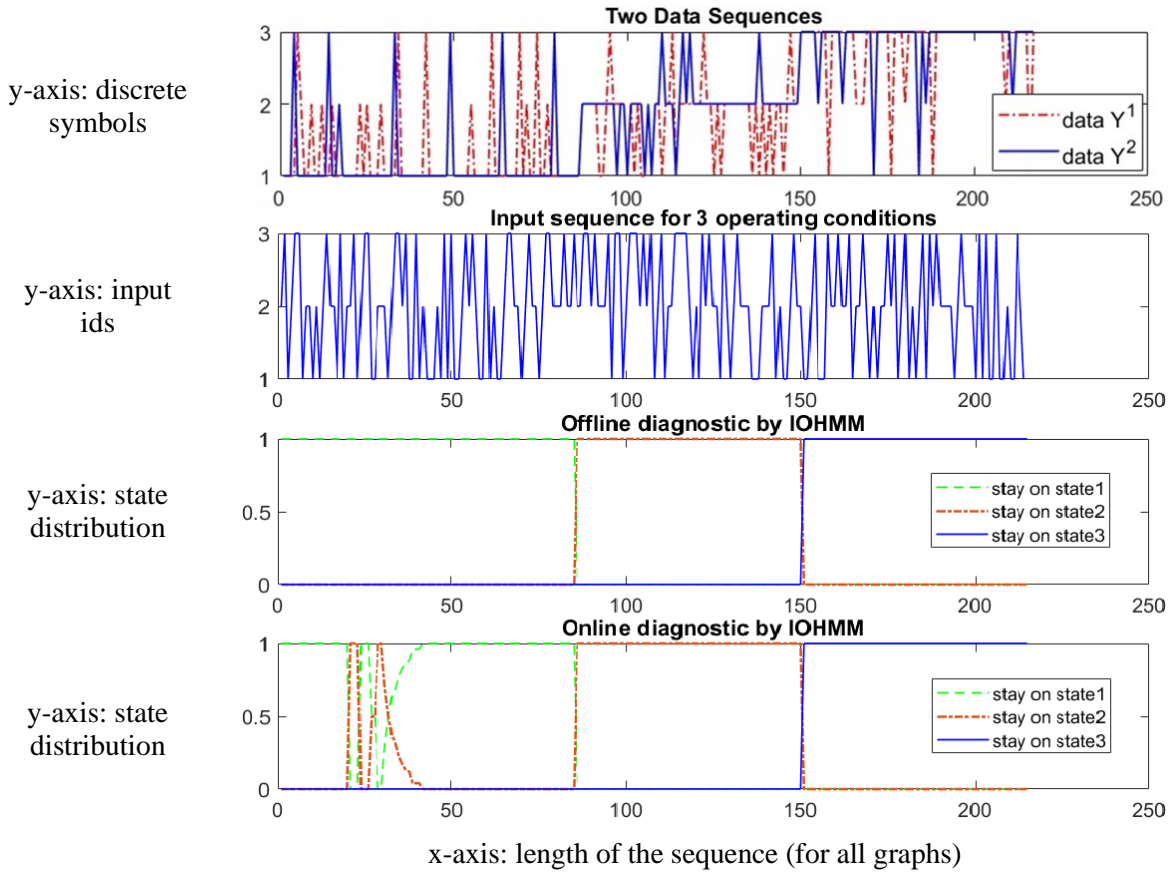 Two Data Sequences
y-axis: discrete
symbols
3
2
1
0
50
100
150
200
250
data Y^1
data Y^2
Input sequence for 3 operating conditions
y-axis: input
ids
3
2
1
0
50
100
150
200
250
Offline diagnostic by IOHMM
y-axis: state
distribution
1
0.5
0
0
50
100
150
200
250
stay on state1
stay on state2
stay on state3
Online diagnostic by IOHMM
y-axis: state
distribution
1
0.5
0
0
50
100
150
200
250
stay on state1
stay on state2
stay on state3
x-axis: length of the sequence (for all graphs)